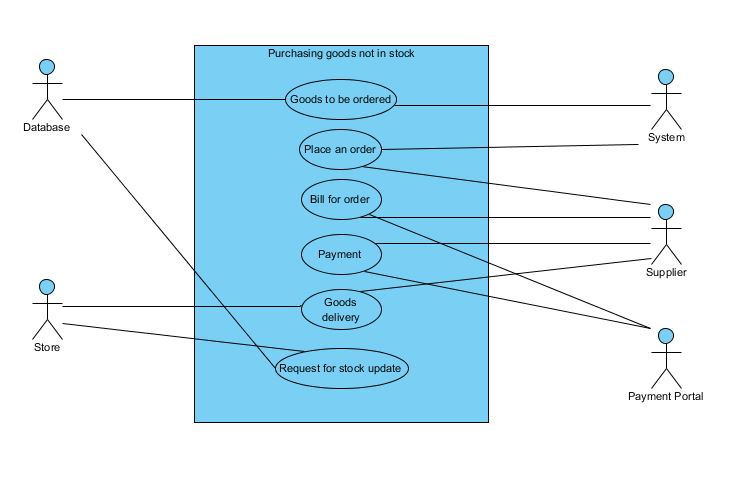 Purchasing goods not in stock
Goods to be ordered
Database
System
Place an order
Bill for order
Payment
Supplier
Goods
delivery
Store
Request for stock update
Payment Portal